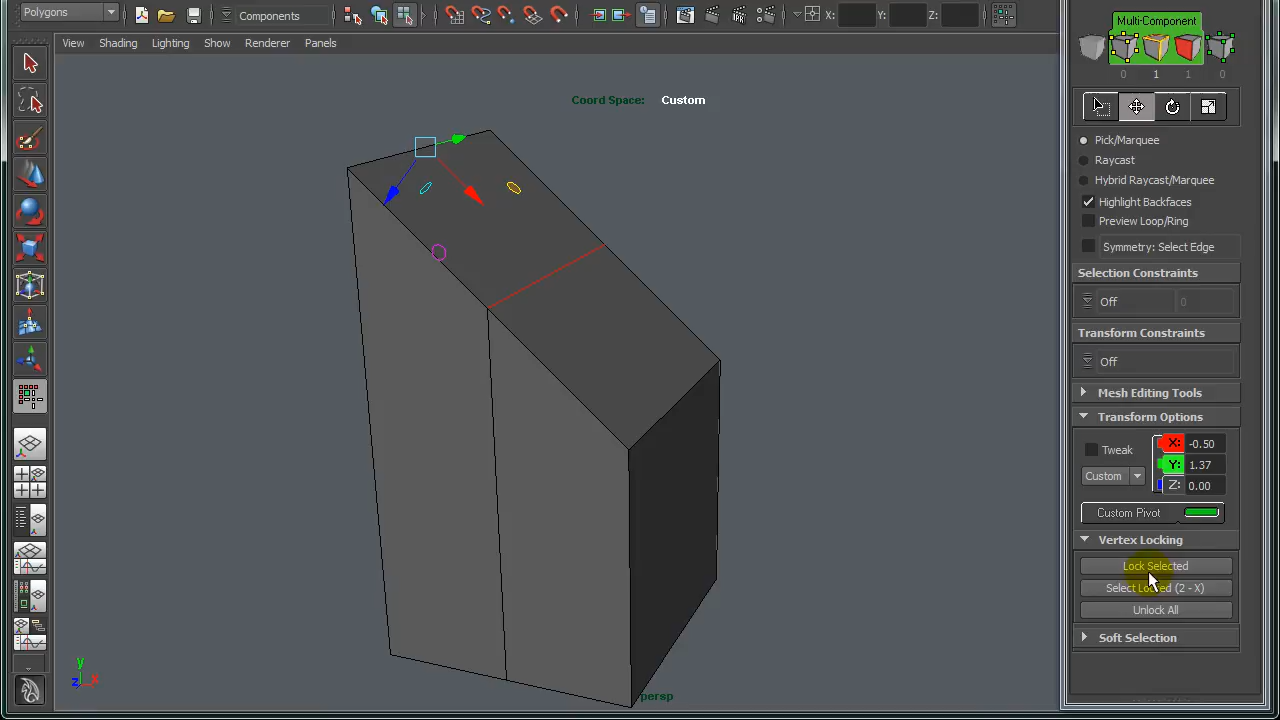 Polygons
Components
X:
Y:
Z:
View
Shading
Lighting
Show
Renderer
Panels
Coord Space: Custom
persp
y
z x
Multi-Component
0 1 1 0
Pick/Marquee
Raycast
Hybrid Raycast/Marquee
Highlight Backfaces
Preview Loop/Ring
Symmetry: Select Edge
Selection Constraints
Off 0
Transform Constraints
Off
Mesh Editing Tools
Transform Options
Tweak
Custom
X: -0.50
Y: 1.37
Z: 0.00
Custom Pivot
Vertex Locking
Lock Selected
Select Locked (2 - X)
Unlock All
Soft Selection